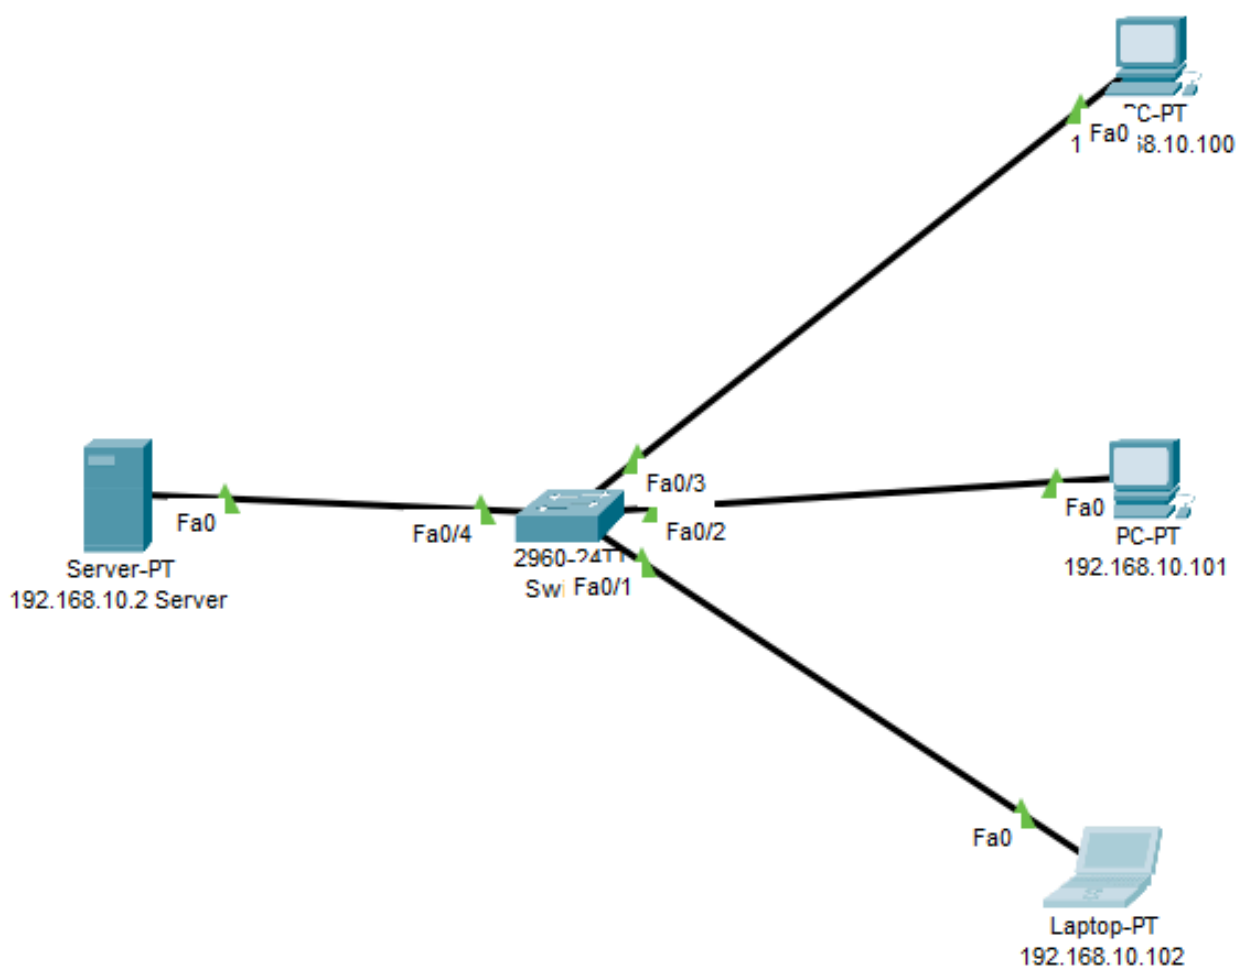 Fa0
Fa0/3
Fa0
PC-PT
192.168.10.101
Fa0
Fa0/4
Fa0/2
Server-PT
192.168.10.2 Server
Fa0/1
Fa0
Laptop-PT
192.168.10.102